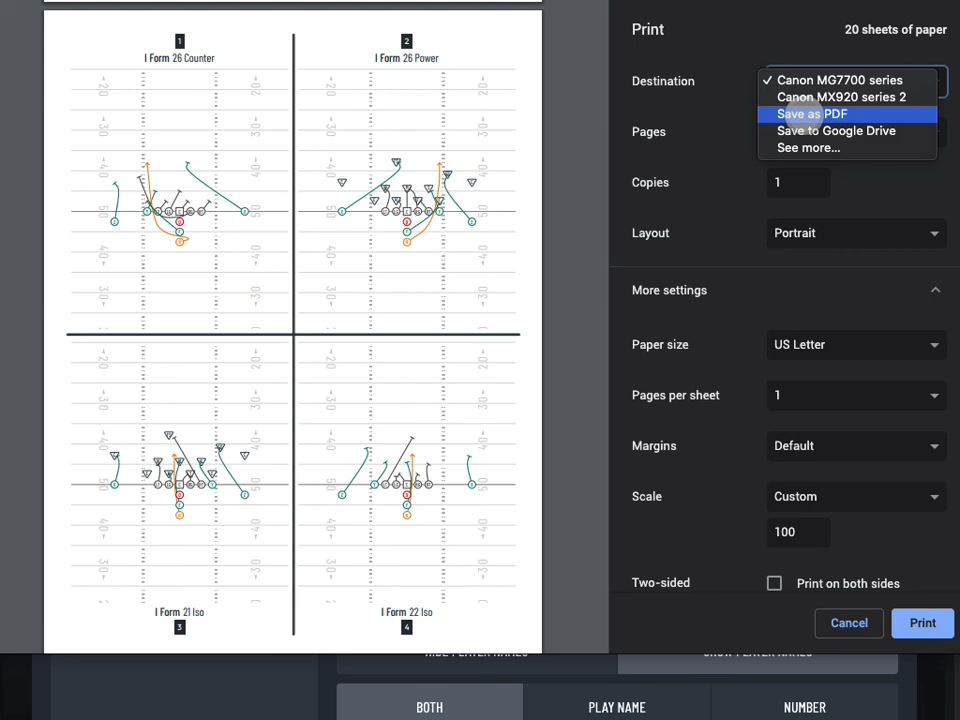 Print
20 sheets of paper
Destination
Canon MG7700 series
Canon MX920 series 2
Save as PDF
Save to Google Drive
See more...
Pages
Copies
1
Layout
Portrait
More settings
Paper size
US Letter
Pages per sheet
1
Margins
Default
Scale
Custom
100
Two-sided
Print on both sides
Cancel
Print
1
I Form 26 Counter
2
I Form 26 Power
I Form 21 Iso
3
I Form 22 Iso
4
BOTH
PLAY NAME
NUMBER